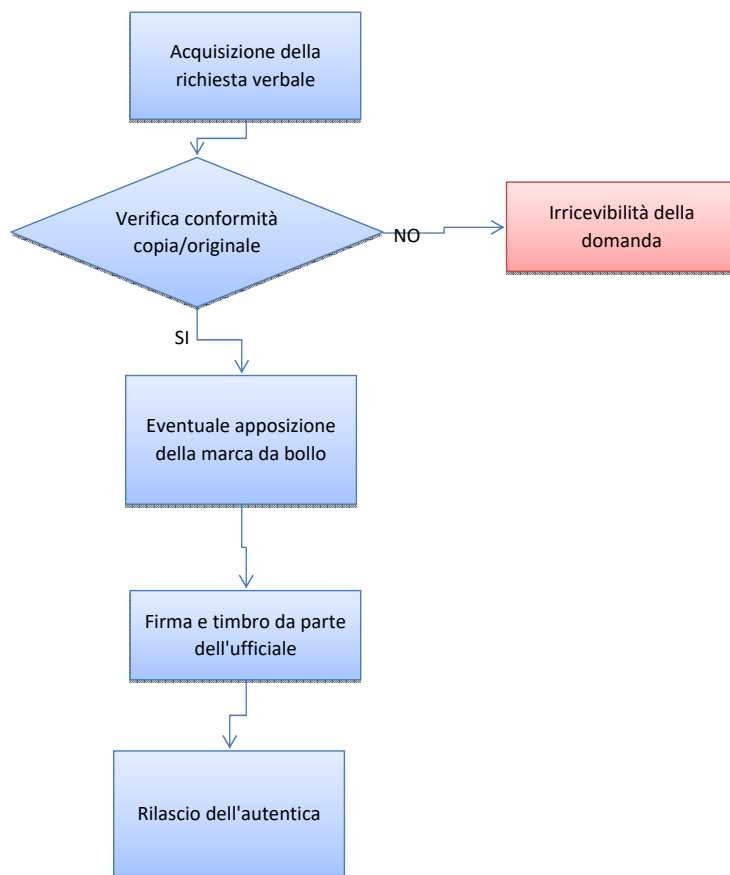 Acquisizione della
richiesta verbale
Verifica conformità
copia/originale
NO
Irricevibilità della
domanda
SI
Eventuale apposizione
della marca da bollo
Firma e timbro da parte
dell'ufficiale
Rilascio dell'autentica